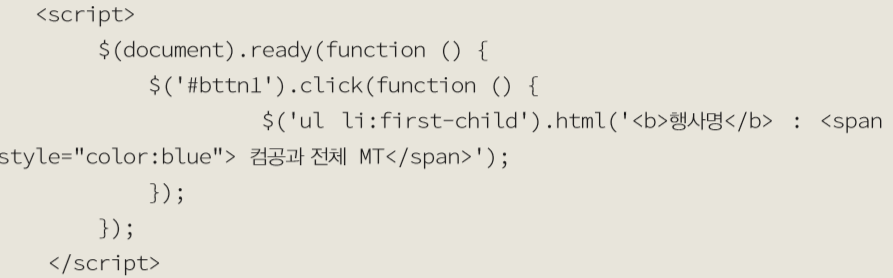 <script>
$(document).ready(function () {
$('#bttn1').click(function () {
$('ul li:first-child').html('<b>행사명</b> : <span
style="color:blue"> 컴공과 전체 MT</span>');
});
});
</script>